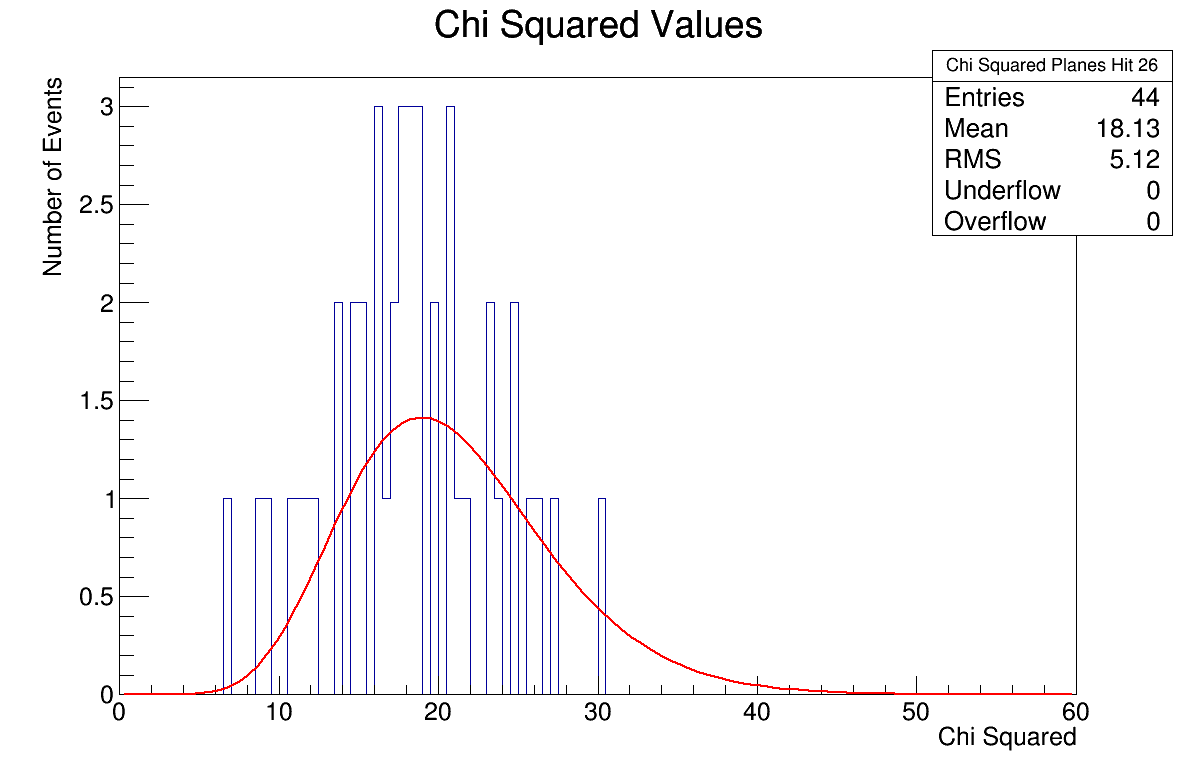 Chi Squared Values
Chi Squared Planes Hit 26
Entries 44
Mean 18.13
RMS 5.12
Underflow 0
Overflow 0
Number of Events
3
2.5
2
1.5
1
0.5
0
0 10 20 30 40 50 60
Chi Squared